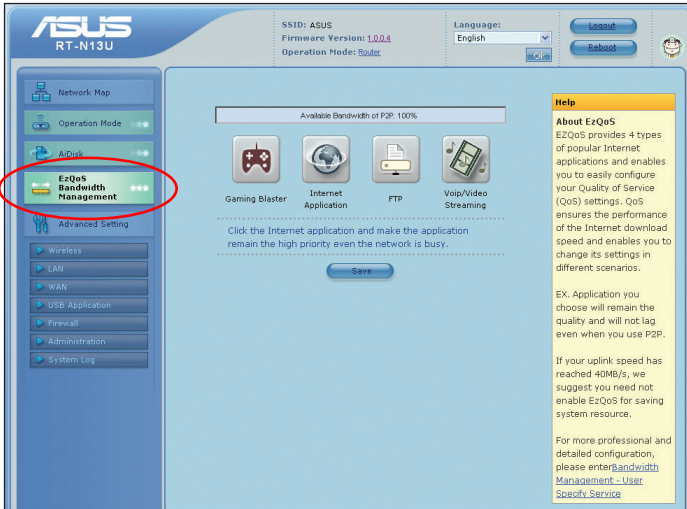 ASUS
RT-N13U
SSID: ASUS
Firmware Version: 1.0.0.4
Operation Mode: Router
Language:
English
Logout
Reboot
Network Map
Operation Mode
AiDisk
EzQoS
Bandwidth
Management
Advanced Setting
Wireless
LAN
WAN
USB Application
Firewall
Administration
System Log
Available Bandwidth of P2P: 100%
Gaming Blaster
Internet
Application
FTP
Voip/Video
Streaming
Click the Internet application and make the application
remain the high priority even the network is busy.
Save
Help
About EzQoS
EZQoS provides 4 types
of popular Internet
applications and enables
you to easily configure
your Quality of Service
(QoS) settings. QoS
ensures the performance
of the Internet download
speed and enables you to
change its settings in
different scenarios.
EX. Application you
choose will remain the
quality and will not lag
even when you use P2P.
If your uplink speed has
reached 40MB/s, we
suggest you need not
enable EzQoS for saving
system resource.
For more professional and
detailed configuration,
please enterBandwidth
Management - User
Specify Service